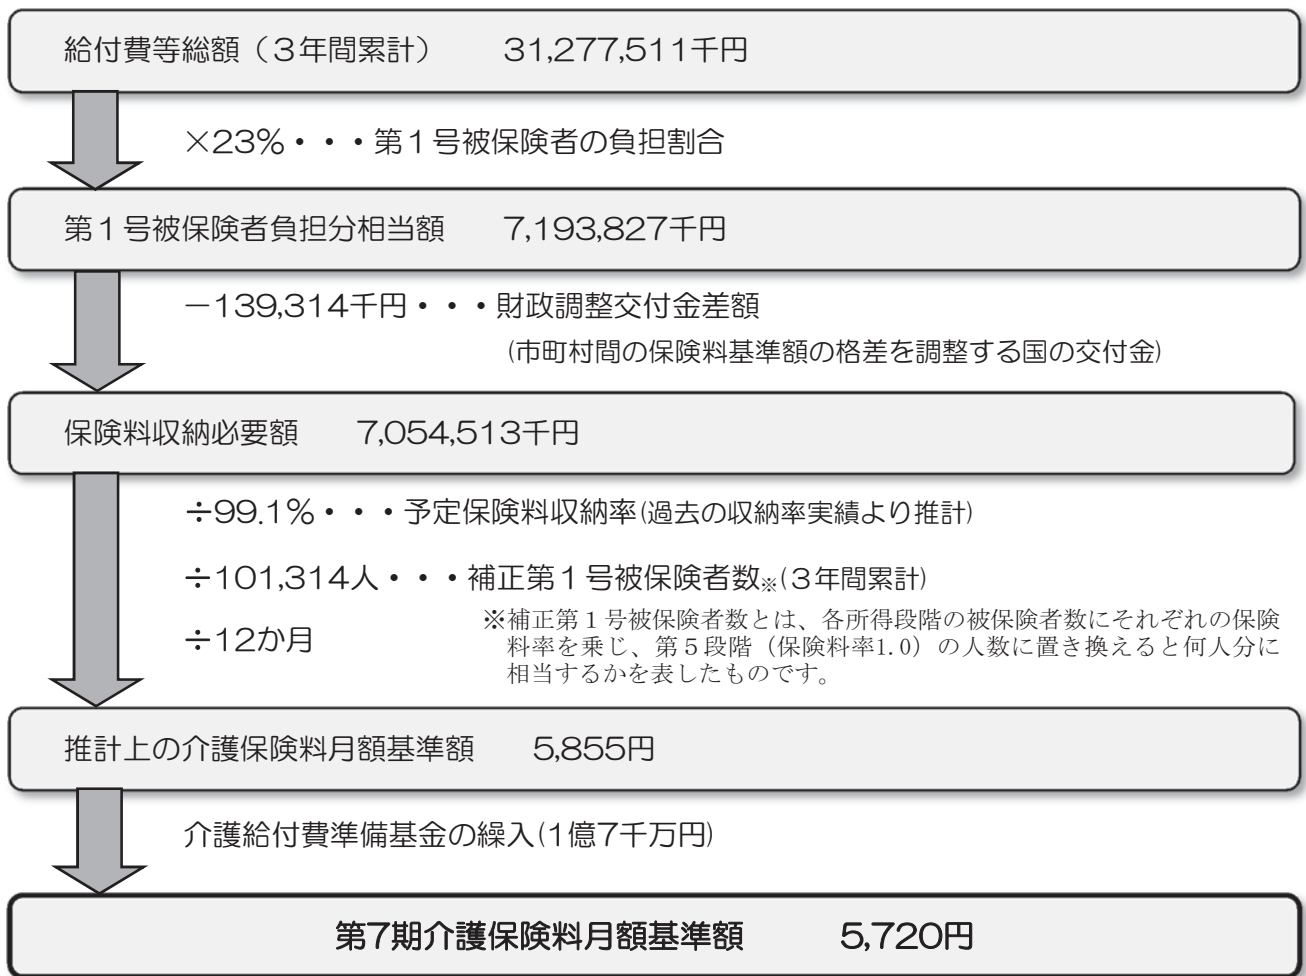 給付費等総額（３年間累計）　　31,277,511千円
×23％・・・第１号被保険者の負担割合
第１号被保険者負担分相当額　　7,193,827千円
－139,314千円・・・財政調整交付金差額
(市町村間の保険料基準額の格差を調整する国の交付金)
保険料収納必要額　　7,054,513千円
÷99.1％・・・予定保険料収納率(過去の収納率実績より推計)
÷101,314人・・・補正第１号被保険者数※(３年間累計)
÷12か月
※補正第１号被保険者数とは、各所得段階の被保険者数にそれぞれの保険
料率を乗じ、第５段階（保険料率1.0）の人数に置き換えると何人分に
相当するかを表したものです。
推計上の介護保険料月額基準額　　5,855円
介護給付費準備基金の繰入(1億7千万円)
第7期介護保険料月額基準額　　5,720円